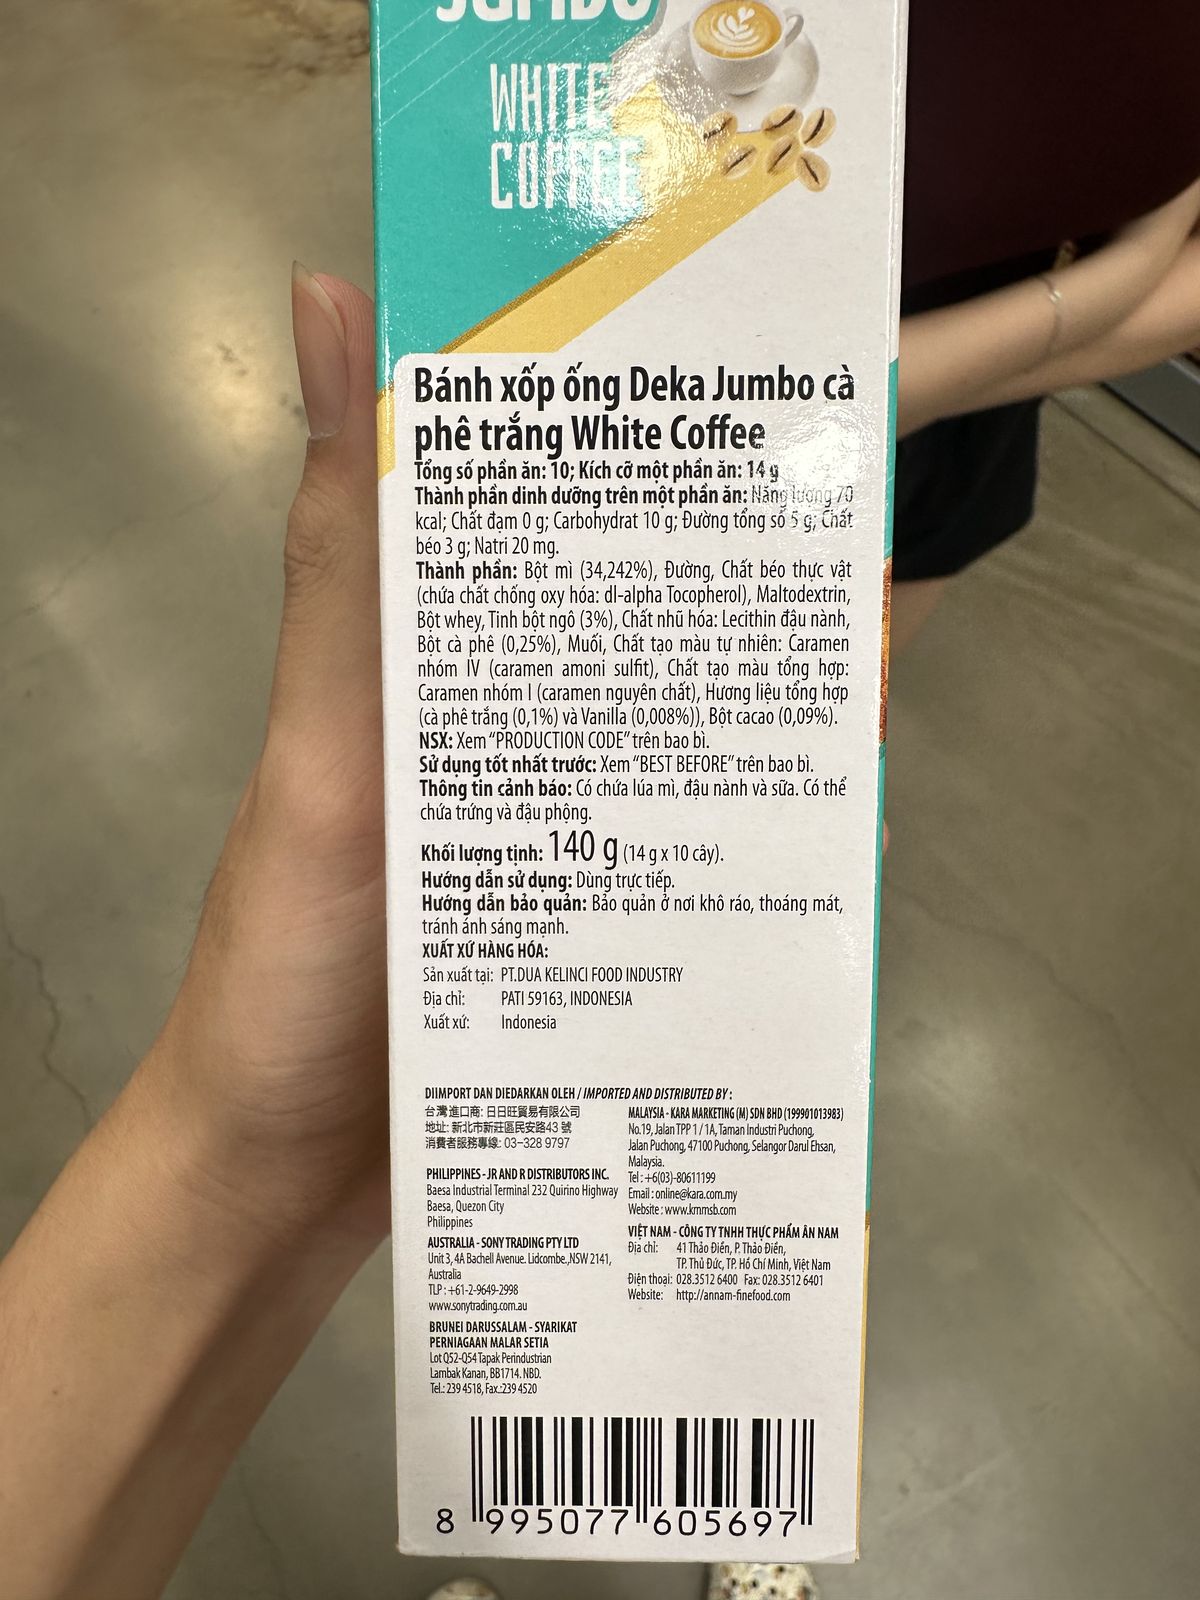 JUMBO
WHITE
COFFEE
Bánh xốp ống Deka Jumbo cà
phê trắng White Coffee
Tổng số phần ăn: 10; Kích cỡ một phần ăn: 14 g
Thành phần dinh dưỡng trên một phần ăn: Năng lượng 70
kcal; Chất đạm 0 g; Carbohydrat 10 g; Đường tổng số 5 g; Chất
béo 3 g; Natri 20 mg.
Thành phần: Bột mì (34,242%), Đường, Chất béo thực vật
(chứa chất chống oxy hóa: dl-alpha Tocopherol), Maltodextrin,
Bột whey, Tinh bột ngô (3%), Chất nhũ hóa: Lecithin đậu nành,
Bột cà phê (0,25%), Muối, Chất tạo màu tự nhiên: Caramen
nhóm IV (caramen amoni sulfit), Chất tạo màu tổng hợp:
Caramen nhóm I (caramen nguyên chất), Hương liệu tổng hợp
(cà phê trắng (0,1%) và Vanilla (0,008%)), Bột cacao (0,09%).
NSX: Xem "PRODUCTION CODE" trên bao bì.
Sử dụng tốt nhất trước: Xem "BEST BEFORE" trên bao bì.
Thông tin cảnh báo: Có chứa lúa mì, đậu nành và sữa. Có thể
chứa trứng và đậu phộng.
Khối lượng tịnh: 140 g (14 g x 10 cây).
Hướng dẫn sử dụng: Dùng trực tiếp.
Hướng dẫn bảo quản: Bảo quản ở nơi khô ráo, thoáng mát,
tránh ánh sáng mạnh.
XUẤT XỨ HÀNG HÓA:
Sản xuất tại: PT.DUA KELINCI FOOD INDUSTRY
Địa chỉ: PATI 59163, INDONESIA
Xuất xứ: Indonesia
DIIMPORT DAN DIEDARKAN OLEH / IMPORTED AND DISTRIBUTED BY :
台灣進口商: 日日旺貿易有限公司
地址: 新北市新莊區民安路43 號
消費者服務專線: 03-328 9797
PHILIPPINES - JR AND R DISTRIBUTORS INC.
Baesa Industrial Terminal 232 Quirino Highway
Baesa, Quezon City
Philippines
AUSTRALIA - SONY TRADING PTY LTD
Unit 3, 4A Bachell Avenue. Lidcombe.,NSW 2141,
Australia
TLP : +61-2-9649-2998
www.sonytrading.com.au
BRUNEI DARUSSALAM - SYARIKAT
PERNIAGAAN MALAR SETIA
Lot Q52-Q54 Tapak Perindustrian
Lambak Kanan, BB1714. NBD.
Tel.: 239 4518, Fax.:239 4520
MALAYSIA - KARA MARKETING (M) SDN BHD (199901013983)
No.19, Jalan TPP 1 / 1A, Taman Industri Puchong,
Jalan Puchong, 47100 Puchong, Selangor Darul Ehsan,
Malaysia.
Tel : +6(03)-80611199
Email : online@kara.com.my
Website : www.kmmsb.com
VIỆT NAM - CÔNG TY TNHH THỰC PHẨM ÂN NAM
Địa chỉ: 41 Thảo Điền, P. Thảo Điền,
TP. Thủ Đức, TP. Hồ Chí Minh, Việt Nam
Điện thoại: 028.3512 6400 Fax: 028.3512 6401
Website: http://annam-finefood.com
8 995077 605697